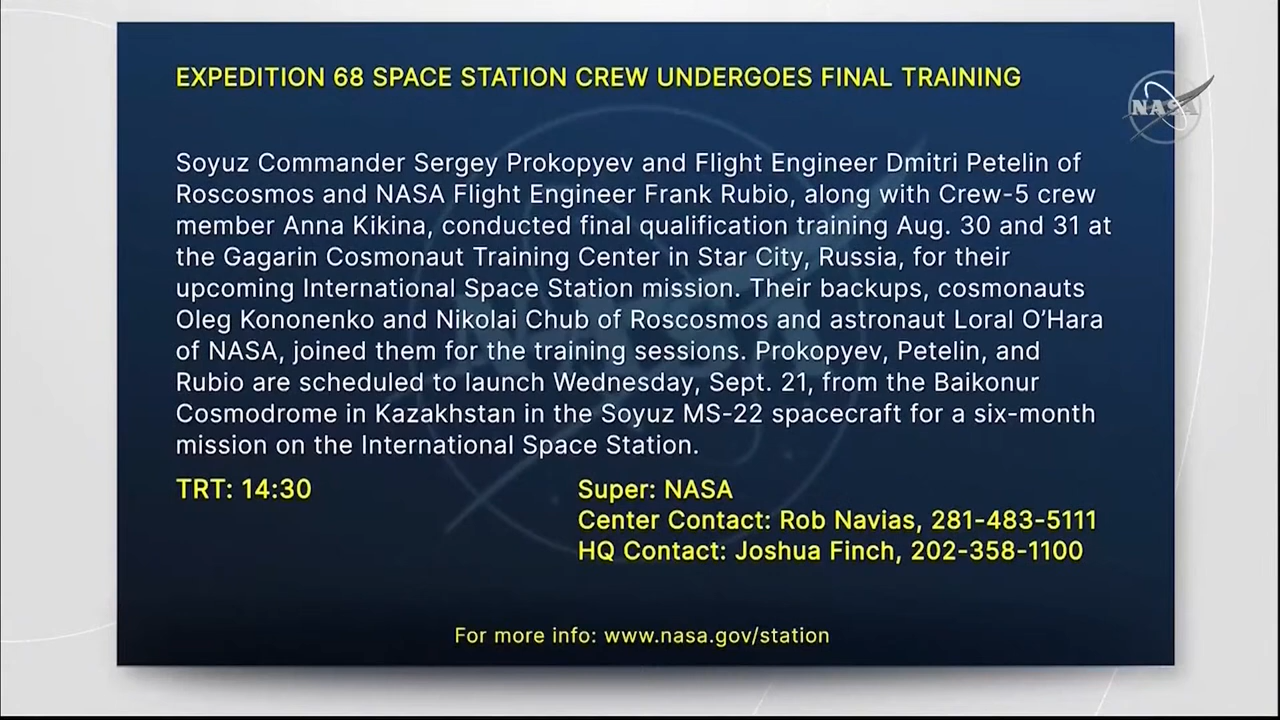 EXPEDITION 68 SPACE STATION CREW UNDERGOES FINAL TRAINING
NASA
Soyuz Commander Sergey Prokopyev and Flight Engineer Dmitri Petelin of
Roscosmos and NASA Flight Engineer Frank Rubio, along with Crew-5 crew
member Anna Kikina, conducted final qualification training Aug. 30 and 31 at
the Gagarin Cosmonaut Training Center in Star City, Russia, for their
upcoming International Space Station mission. Their backups, cosmonauts
Oleg Kononenko and Nikolai Chub of Roscosmos and astronaut Loral O’Hara
of NASA, joined them for the training sessions. Prokopyev, Petelin, and
Rubio are scheduled to launch Wednesday, Sept. 21, from the Baikonur
Cosmodrome in Kazakhstan in the Soyuz MS-22 spacecraft for a six-month
mission on the International Space Station.
TRT: 14:30
Super: NASA
Center Contact: Rob Navias, 281-483-5111
HQ Contact: Joshua Finch, 202-358-1100
For more info: www.nasa.gov/station